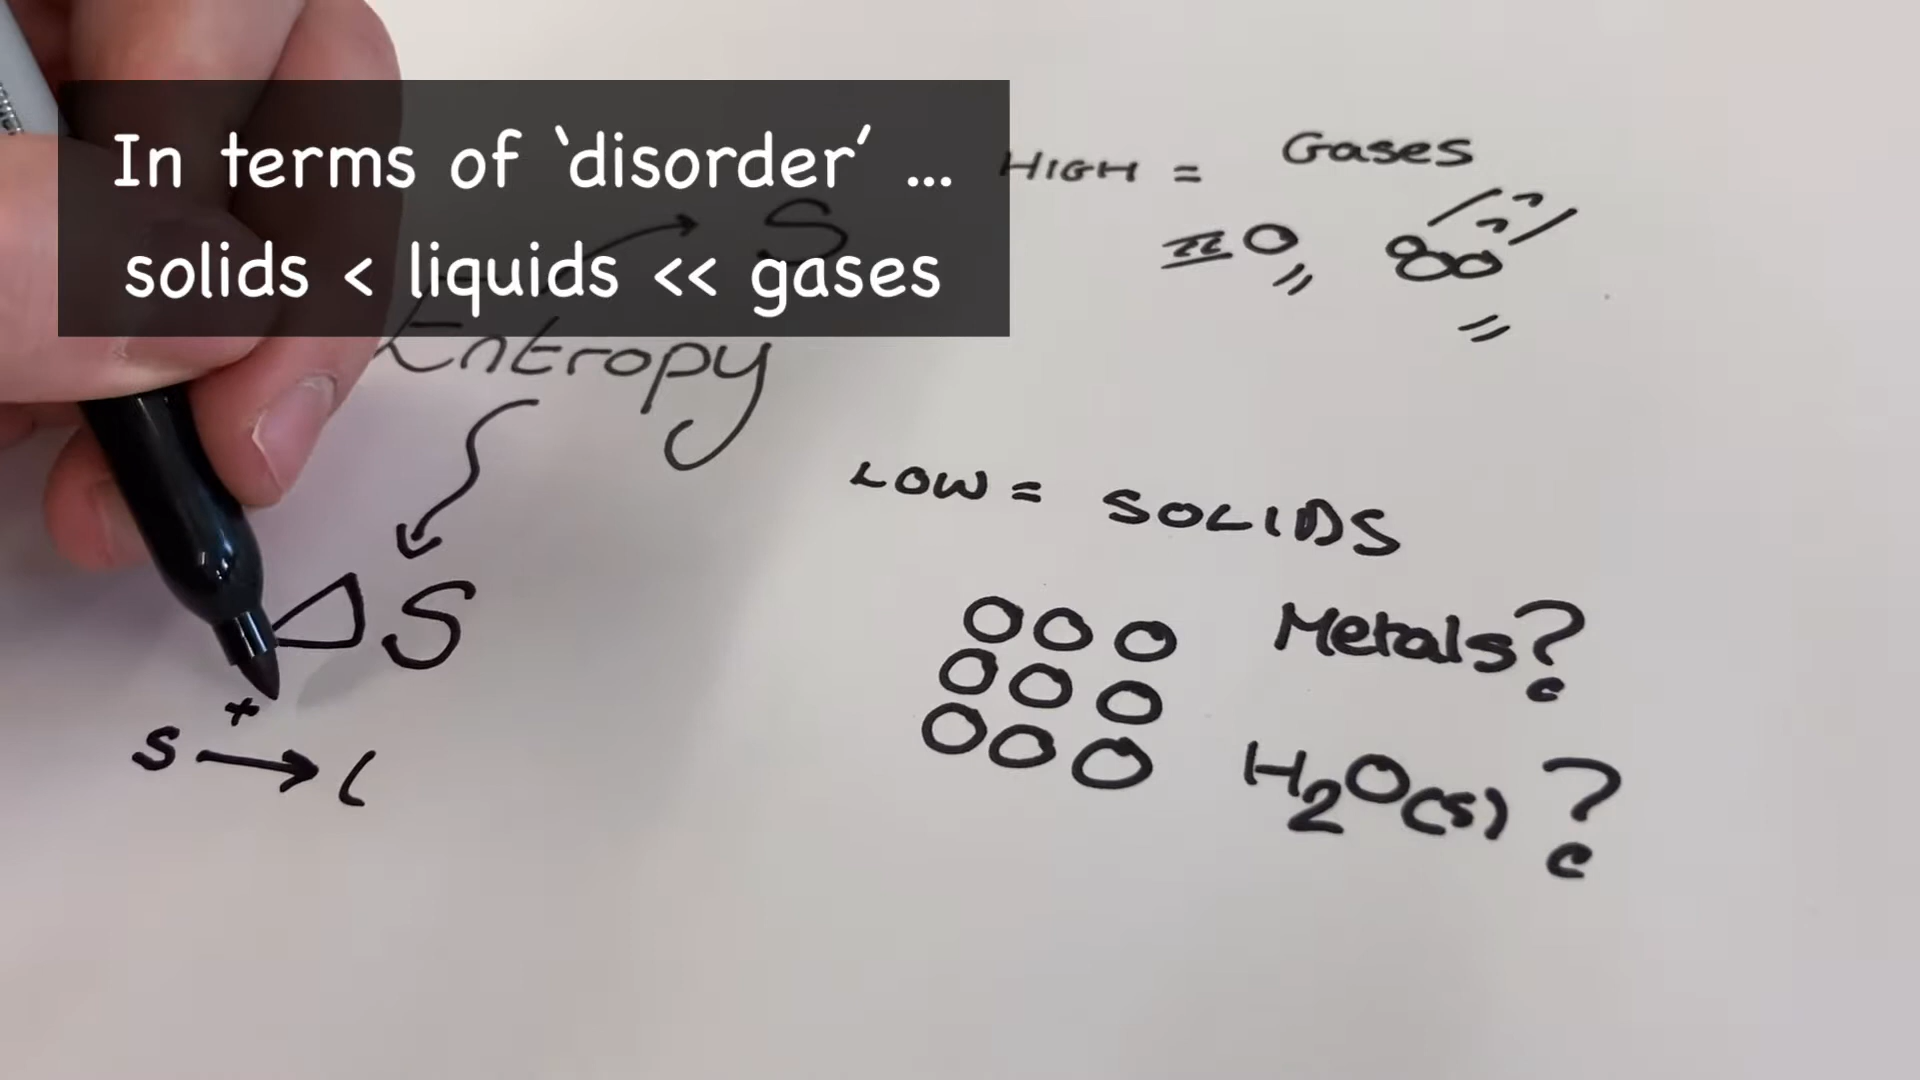 In terms of ‘disorder’ ...
solids < liquids << gases
HIGH = Gases
S
Entropy
LOW = SOLIDS
ΔS
Metals?
+
s → l
H₂O(s)?